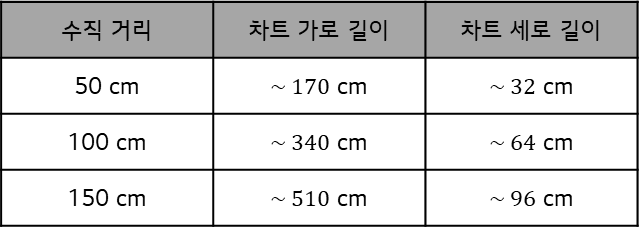 수직 거리 차트 가로 길이 차트 세로 길이
50 cm ~ 170 cm ~ 32 cm
100 cm ~ 340 cm ~ 64 cm
150 cm ~ 510 cm ~ 96 cm